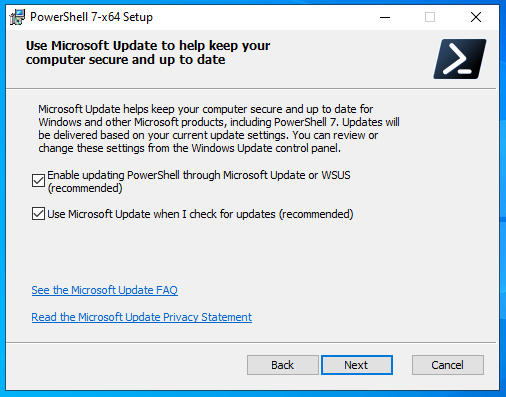 PowerShell 7-x64 Setup
Use Microsoft Update to help keep your
computer secure and up to date
Microsoft Update helps keep your computer secure and up to date for
Windows and other Microsoft products, including PowerShell 7. Updates will
be delivered based on your current update settings. You can review or
change these settings from the Windows Update control panel.
Enable updating PowerShell through Microsoft Update or WSUS
(recommended)
Use Microsoft Update when I check for updates (recommended)
See the Microsoft Update FAQ
Read the Microsoft Update Privacy Statement
Back Next Cancel